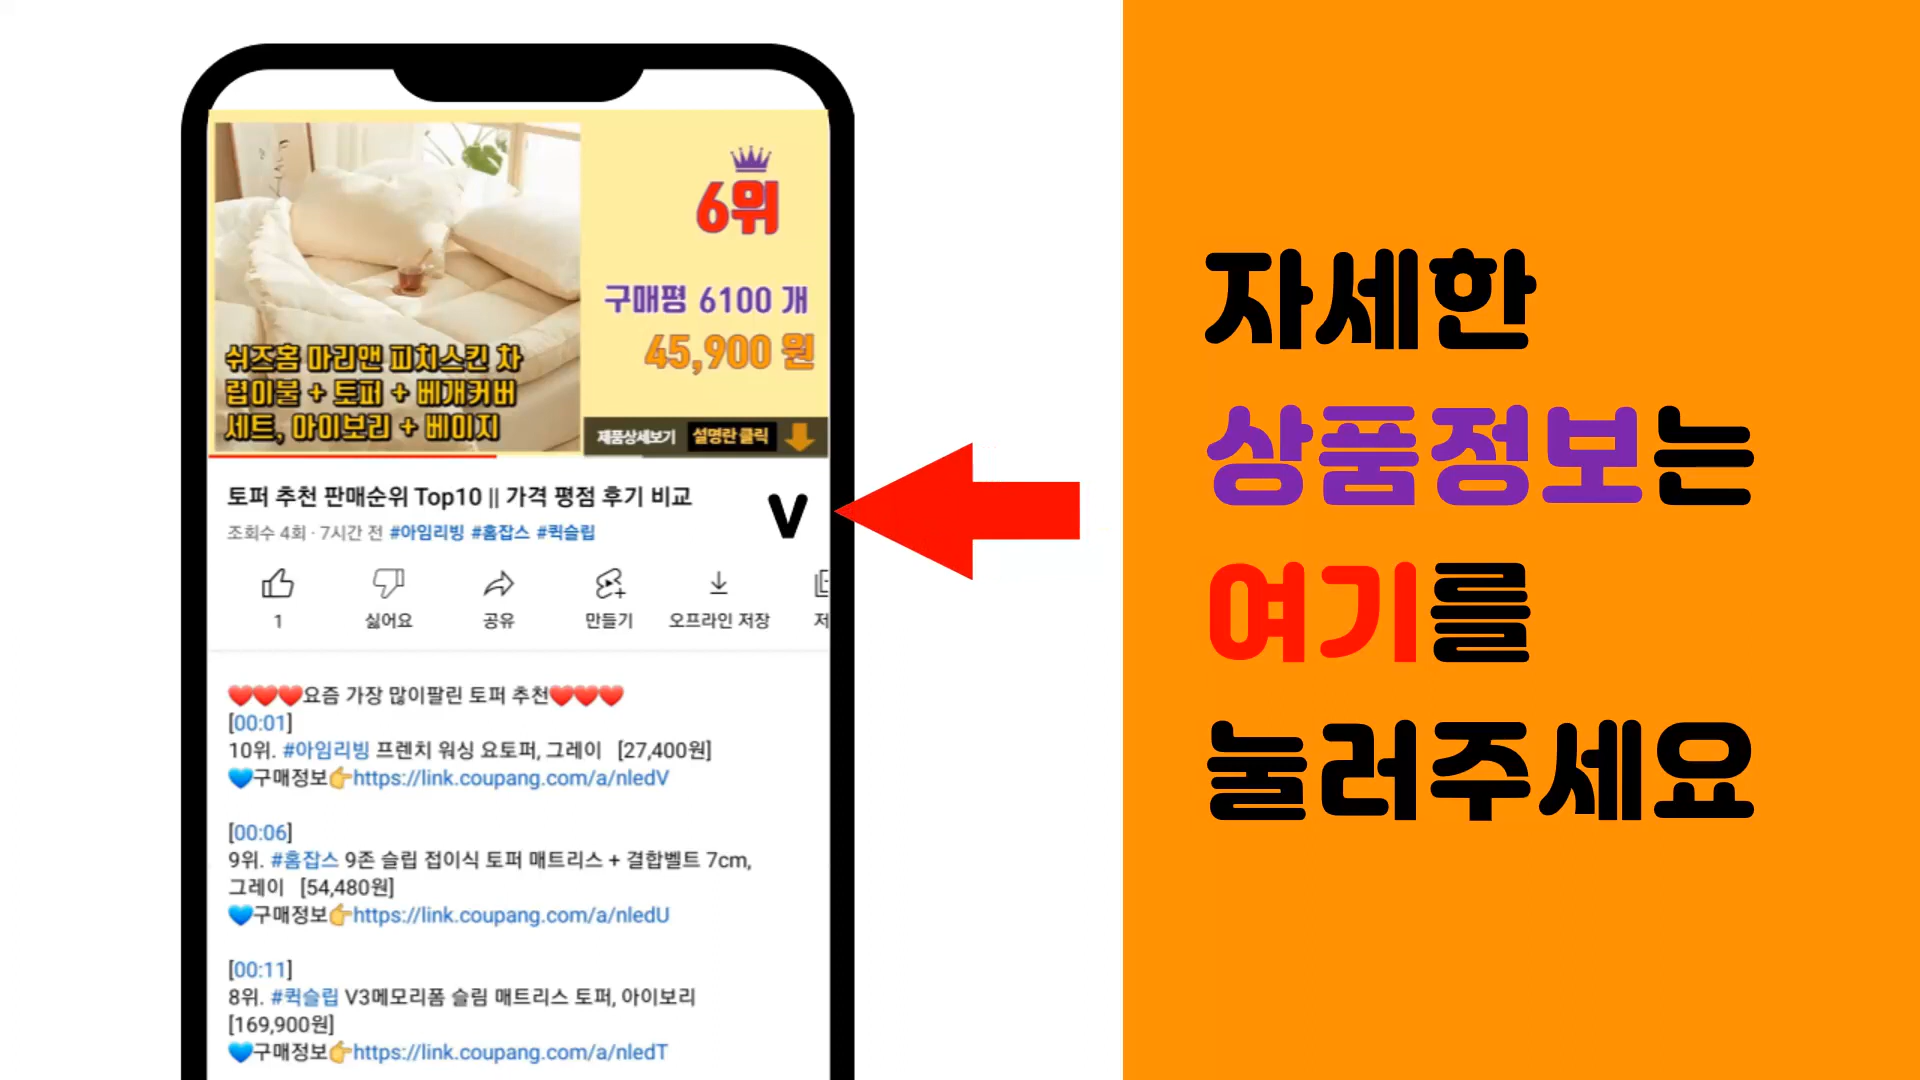 6위
구매평 6100 개
45,900 원
쉬즈홈 마리앤 피치스킨 차
렵이불 + 토퍼 + 베개커버
세트, 아이보리 + 베이지
제품상세보기 설명란 클릭
토퍼 추천 판매순위 Top10 || 가격 평점 후기 비교
V
조회수 4회 · 7시간 전 #아임리빙 #홈잡스 #퀵슬립
1 싫어요 공유 만들기 오프라인 저장 저
❤️❤️❤️요즘 가장 많이팔린 토퍼 추천❤️❤️❤️
[00:01]
10위. #아임리빙 프렌치 워싱 요토퍼, 그레이 [27,400원]
💙구매정보👉https://link.coupang.com/a/nledV
[00:06]
9위. #홈잡스 9존 슬립 접이식 토퍼 매트리스 + 결합벨트 7cm,
그레이 [54,480원]
💙구매정보👉https://link.coupang.com/a/nledU
[00:11]
8위. #퀵슬립 V3메모리폼 슬림 매트리스 토퍼, 아이보리
[169,900원]
💙구매정보👉https://link.coupang.com/a/nledT
자세한
상품정보는
여기를
눌러주세요